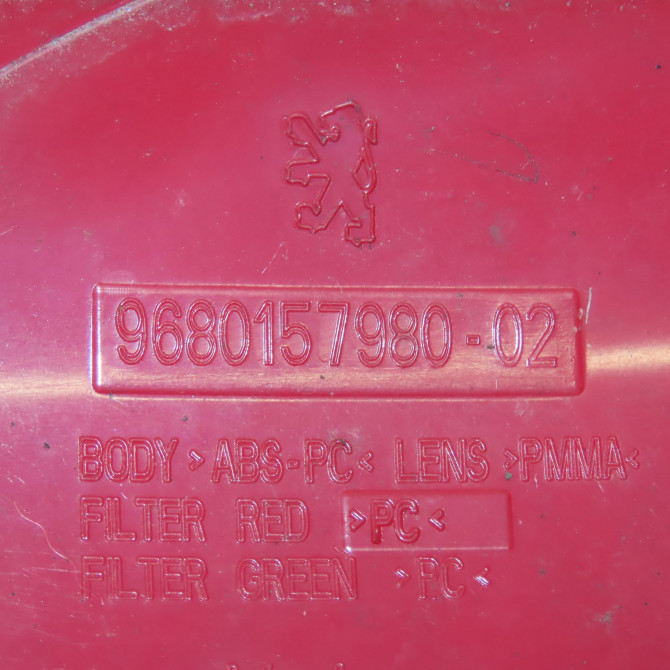 9680157980-02
BODY >ABS-PC< LENS >PMMA<
FILTER RED >PC<
FILTER GREEN >PC<